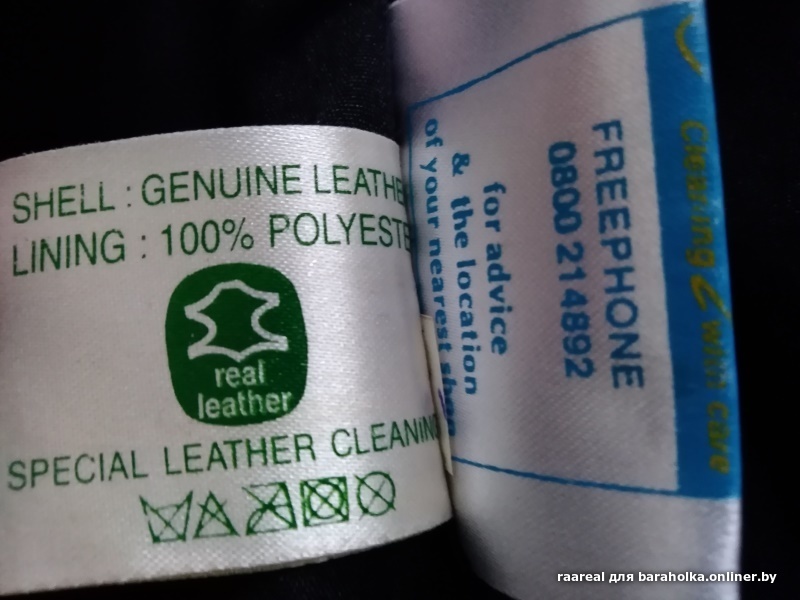 SHELL : GENUINE LEATHE
LINING : 100% POLYESTE
real
leather
SPECIAL LEATHER CLEANIN
for advice
& the location
of your nearest shop
FREEPHONE
0800 214892
Cleaning
with care
raareal для baraholka.onliner.by